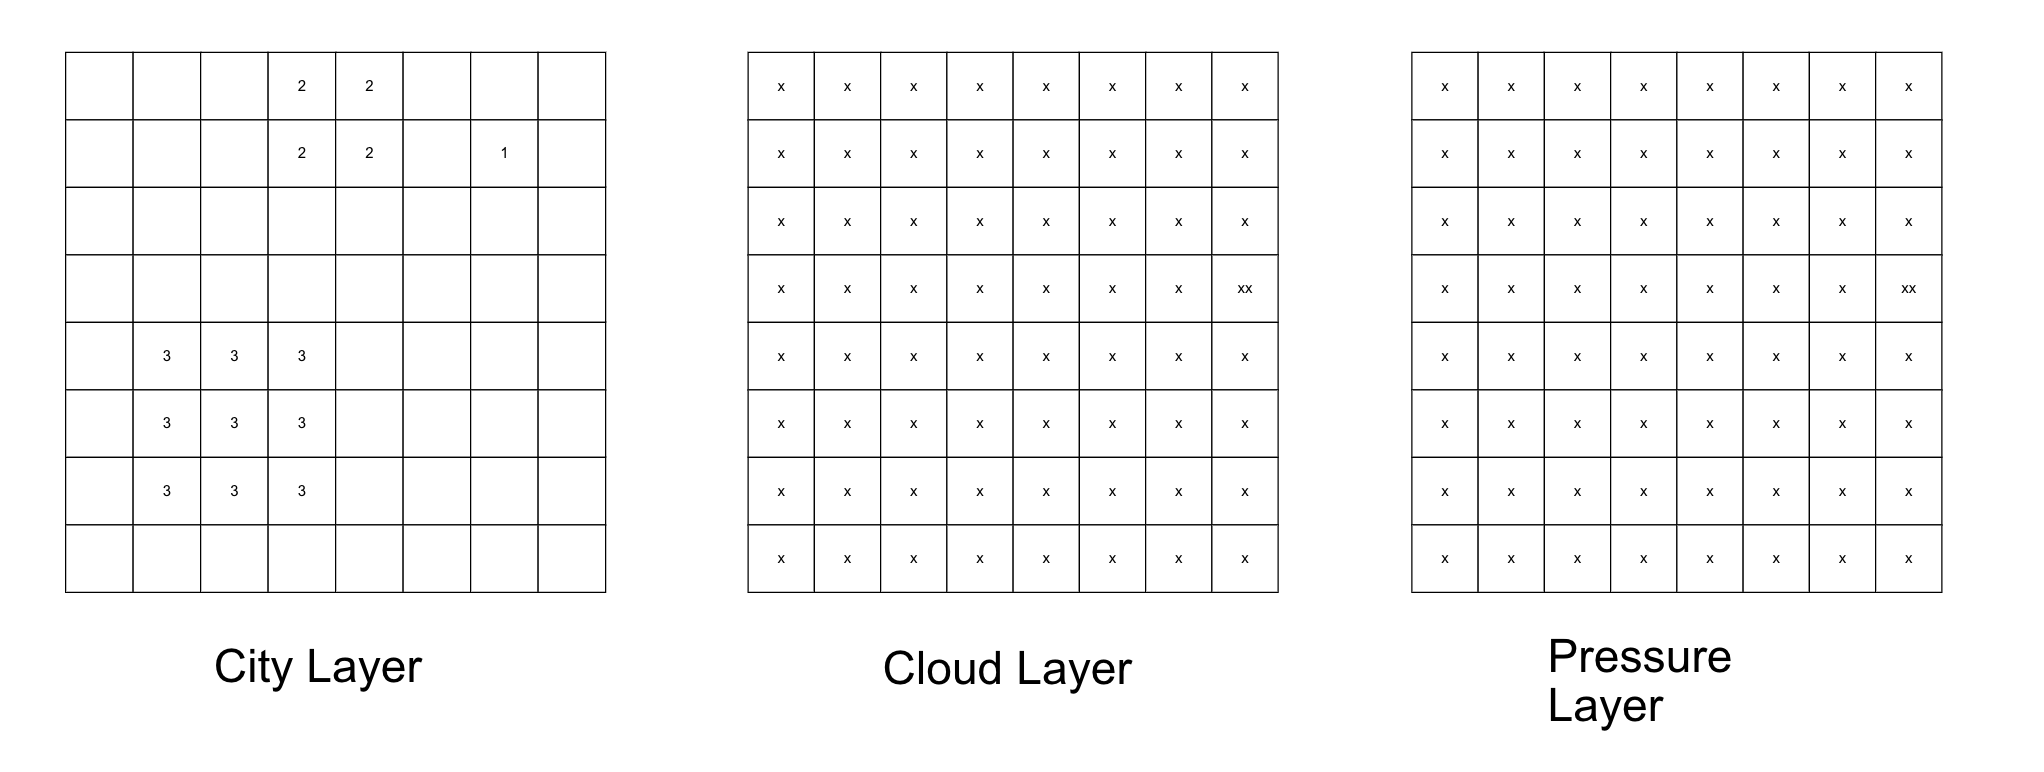 2 2 x x x x x x x x x x x x x x x x
2 2 1 x x x x x x x x x x x x x x x x
x x x x x x x x x x x x x x x x
x x x x x x x xx x x x x x x x xx
3 3 3 x x x x x x x x x x x x x x x x
3 3 3 x x x x x x x x x x x x x x x x
3 3 3 x x x x x x x x x x x x x x x x
x x x x x x x x x x x x x x x x
City Layer
Cloud Layer
Pressure
Layer